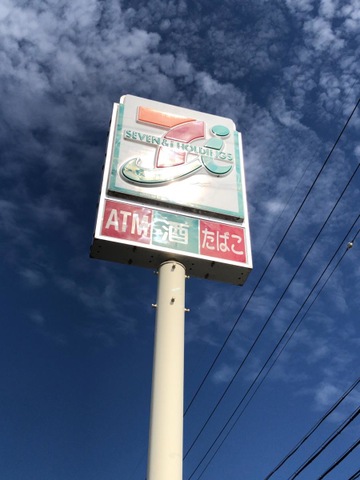 SEVEN & i HOLDINGS
ATM 酒 たばこ